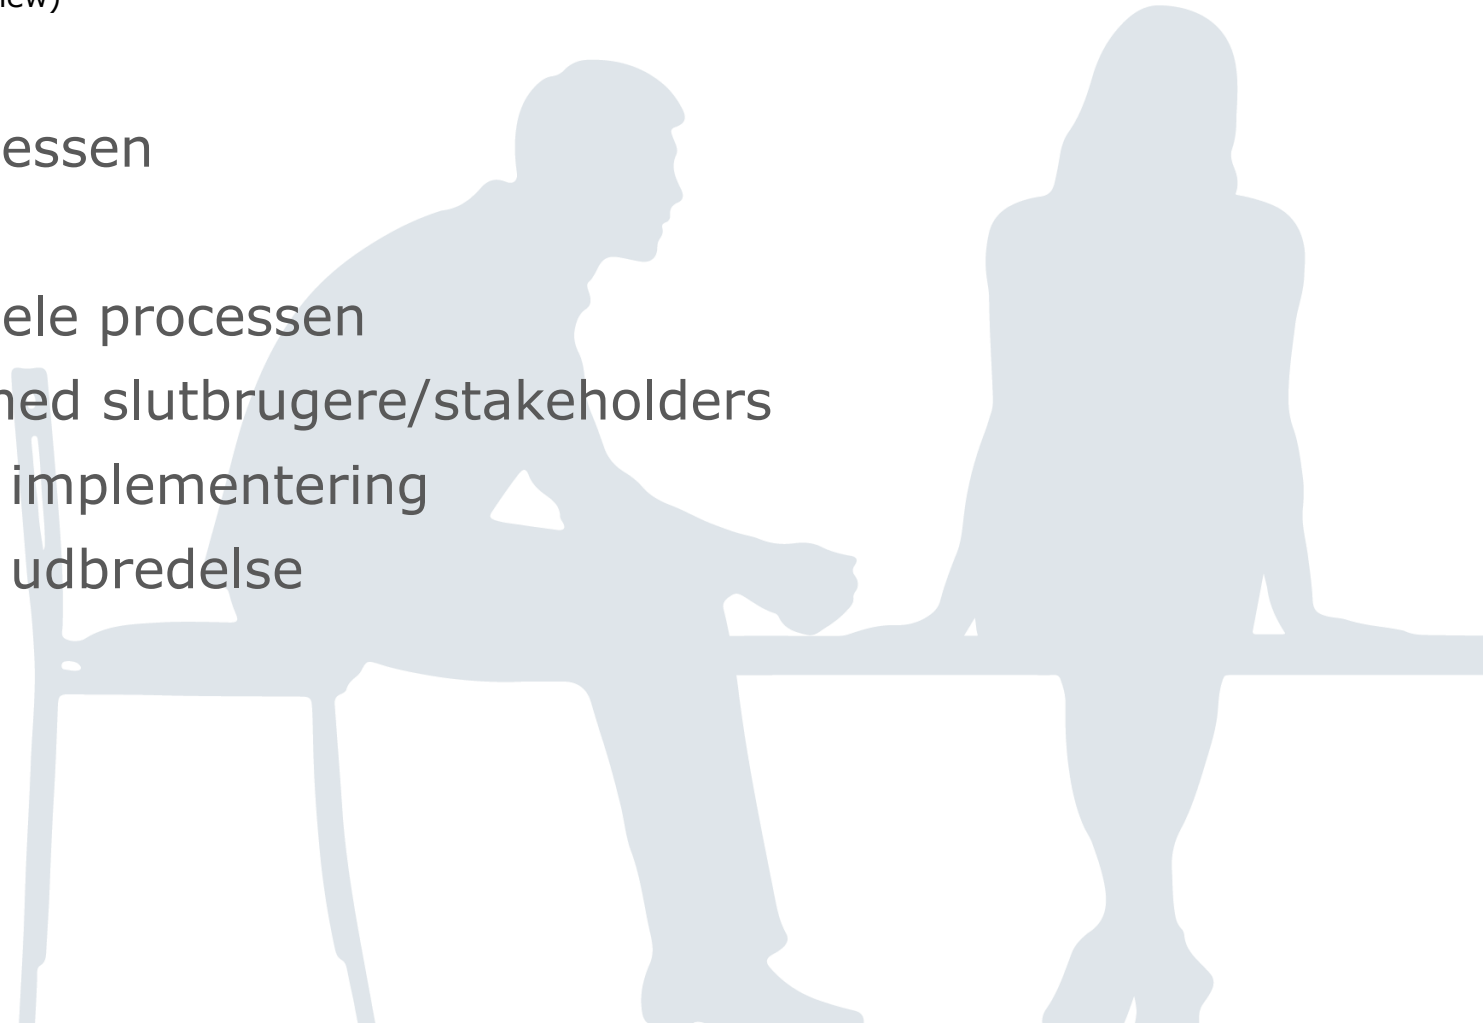 essen
ele processen
ned slutbrugere/stakeholders
implementering
udbredelse